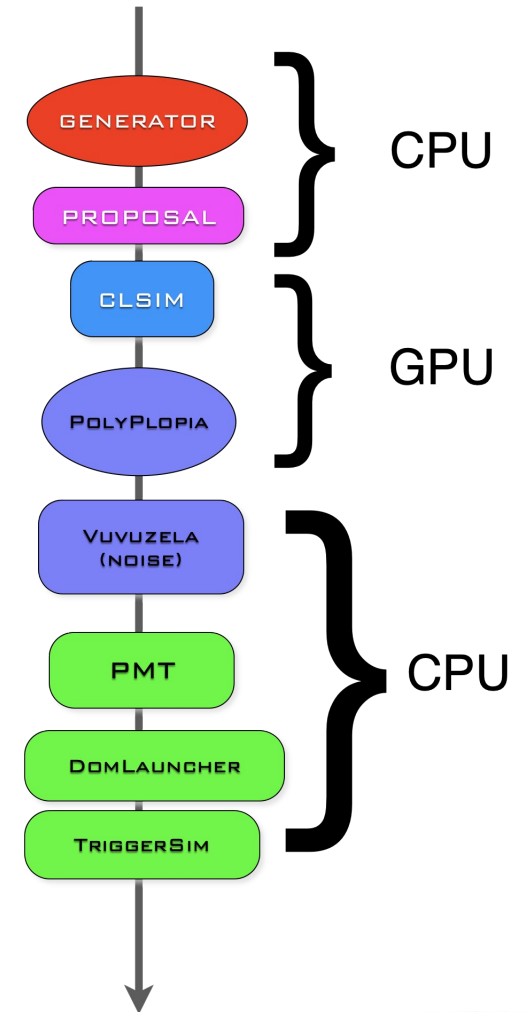 GENERATOR
CPU
PROPOSAL
CLSIM
GPU
PolyPlopia
Vuvuzela
(noise)
PMT
CPU
DomLauncher
TriggerSim